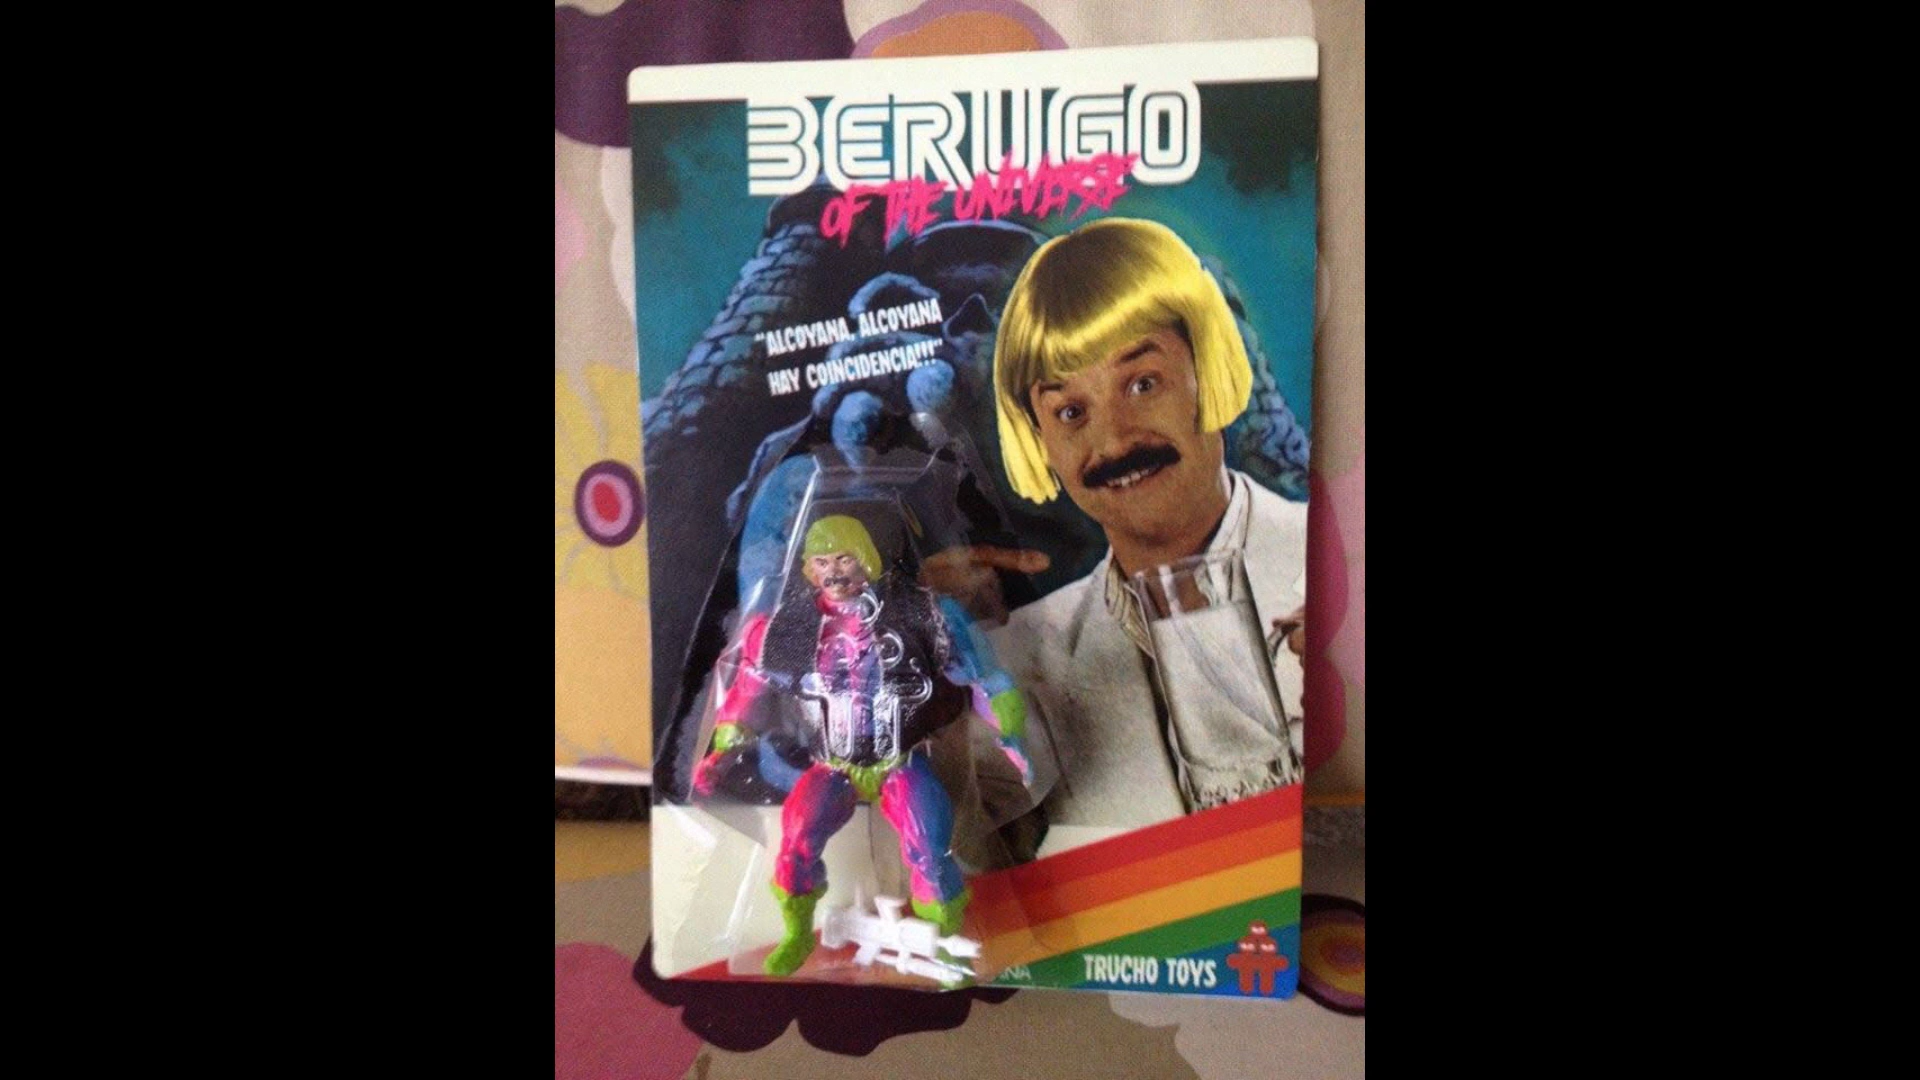 BERUGO
OF THE UNIVERSE
"ALCOYANA, ALCOYANA
HAY COINCIDENCIA!!!"
TRUCHO TOYS